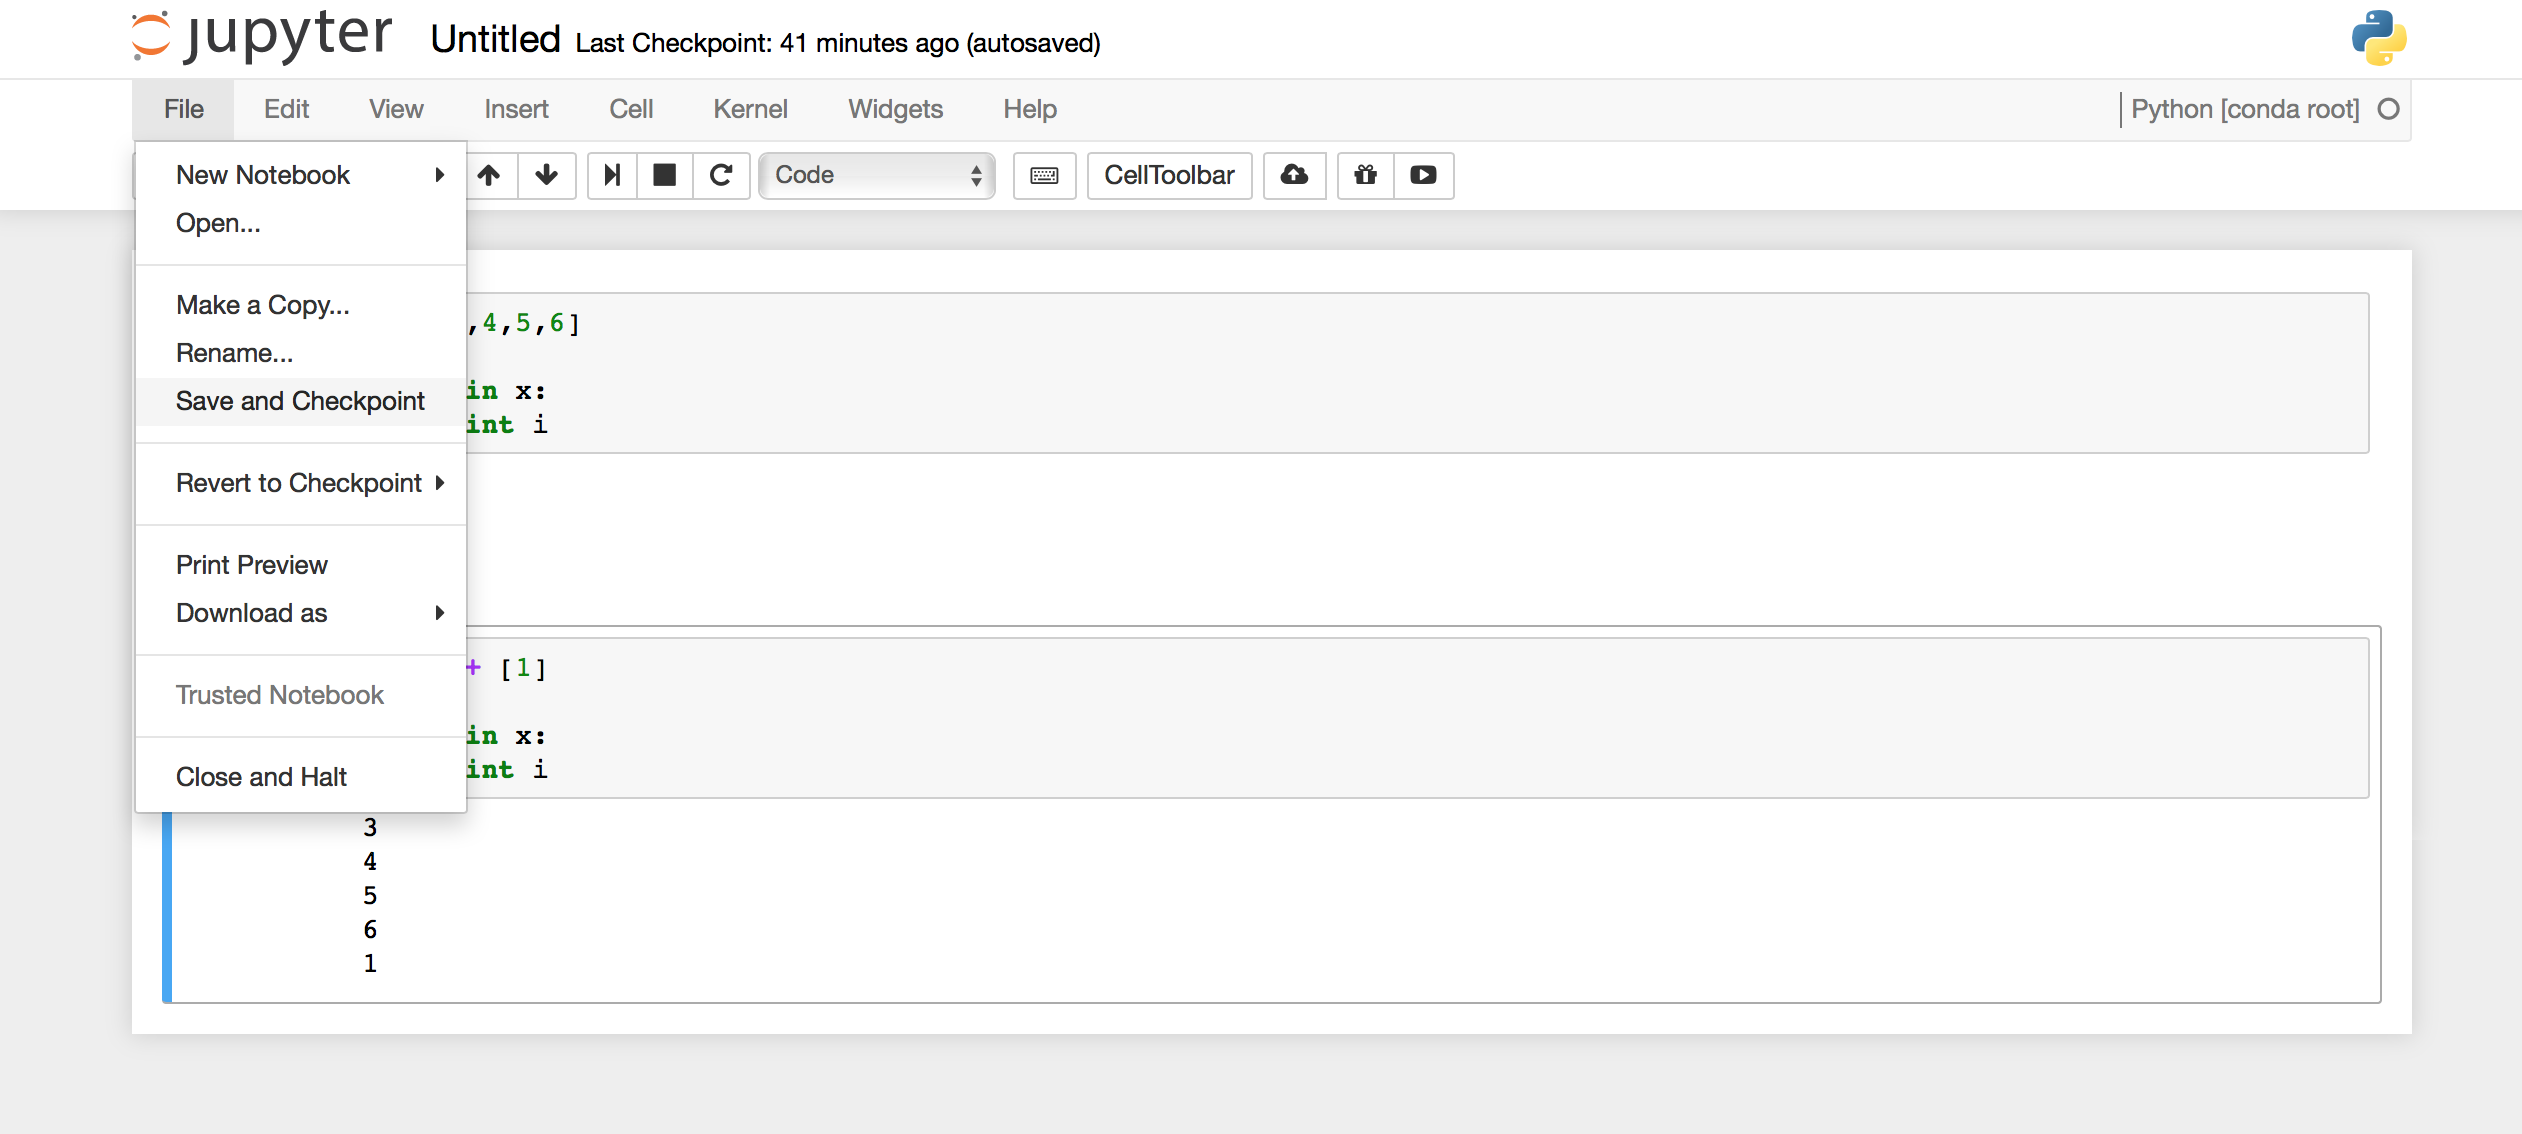 jupyter Untitled Last Checkpoint: 41 minutes ago (autosaved)
File Edit View Insert Cell Kernel Widgets Help Python [conda root]
New Notebook
Code CellToolbar
Open...
Make a Copy...
Rename...
Save and Checkpoint
Revert to Checkpoint
Print Preview
Download as
Trusted Notebook
Close and Halt
,4,5,6]
in x:
int i
+ [1]
in x:
int i
3
4
5
6
1